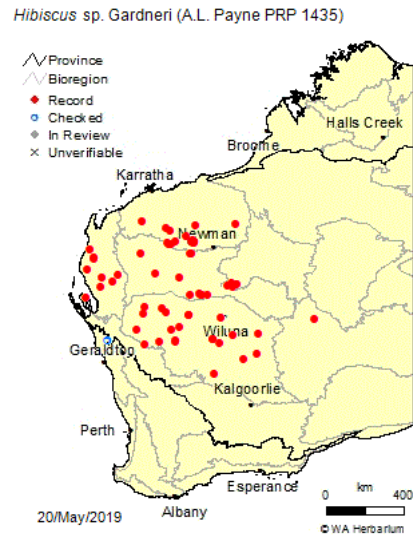 Hibiscus sp. Gardneri (A.L. Payne PRP 1435)
Province
Bioregion
Record
Checked
In Review
Unverifiable
Halls Creek
Broome
Karratha
Newman
Wiluna
Geraldton
Kalgoorlie
Perth
Esperance
Albany
0 km 400
20/May/2019
© WA Herbarium